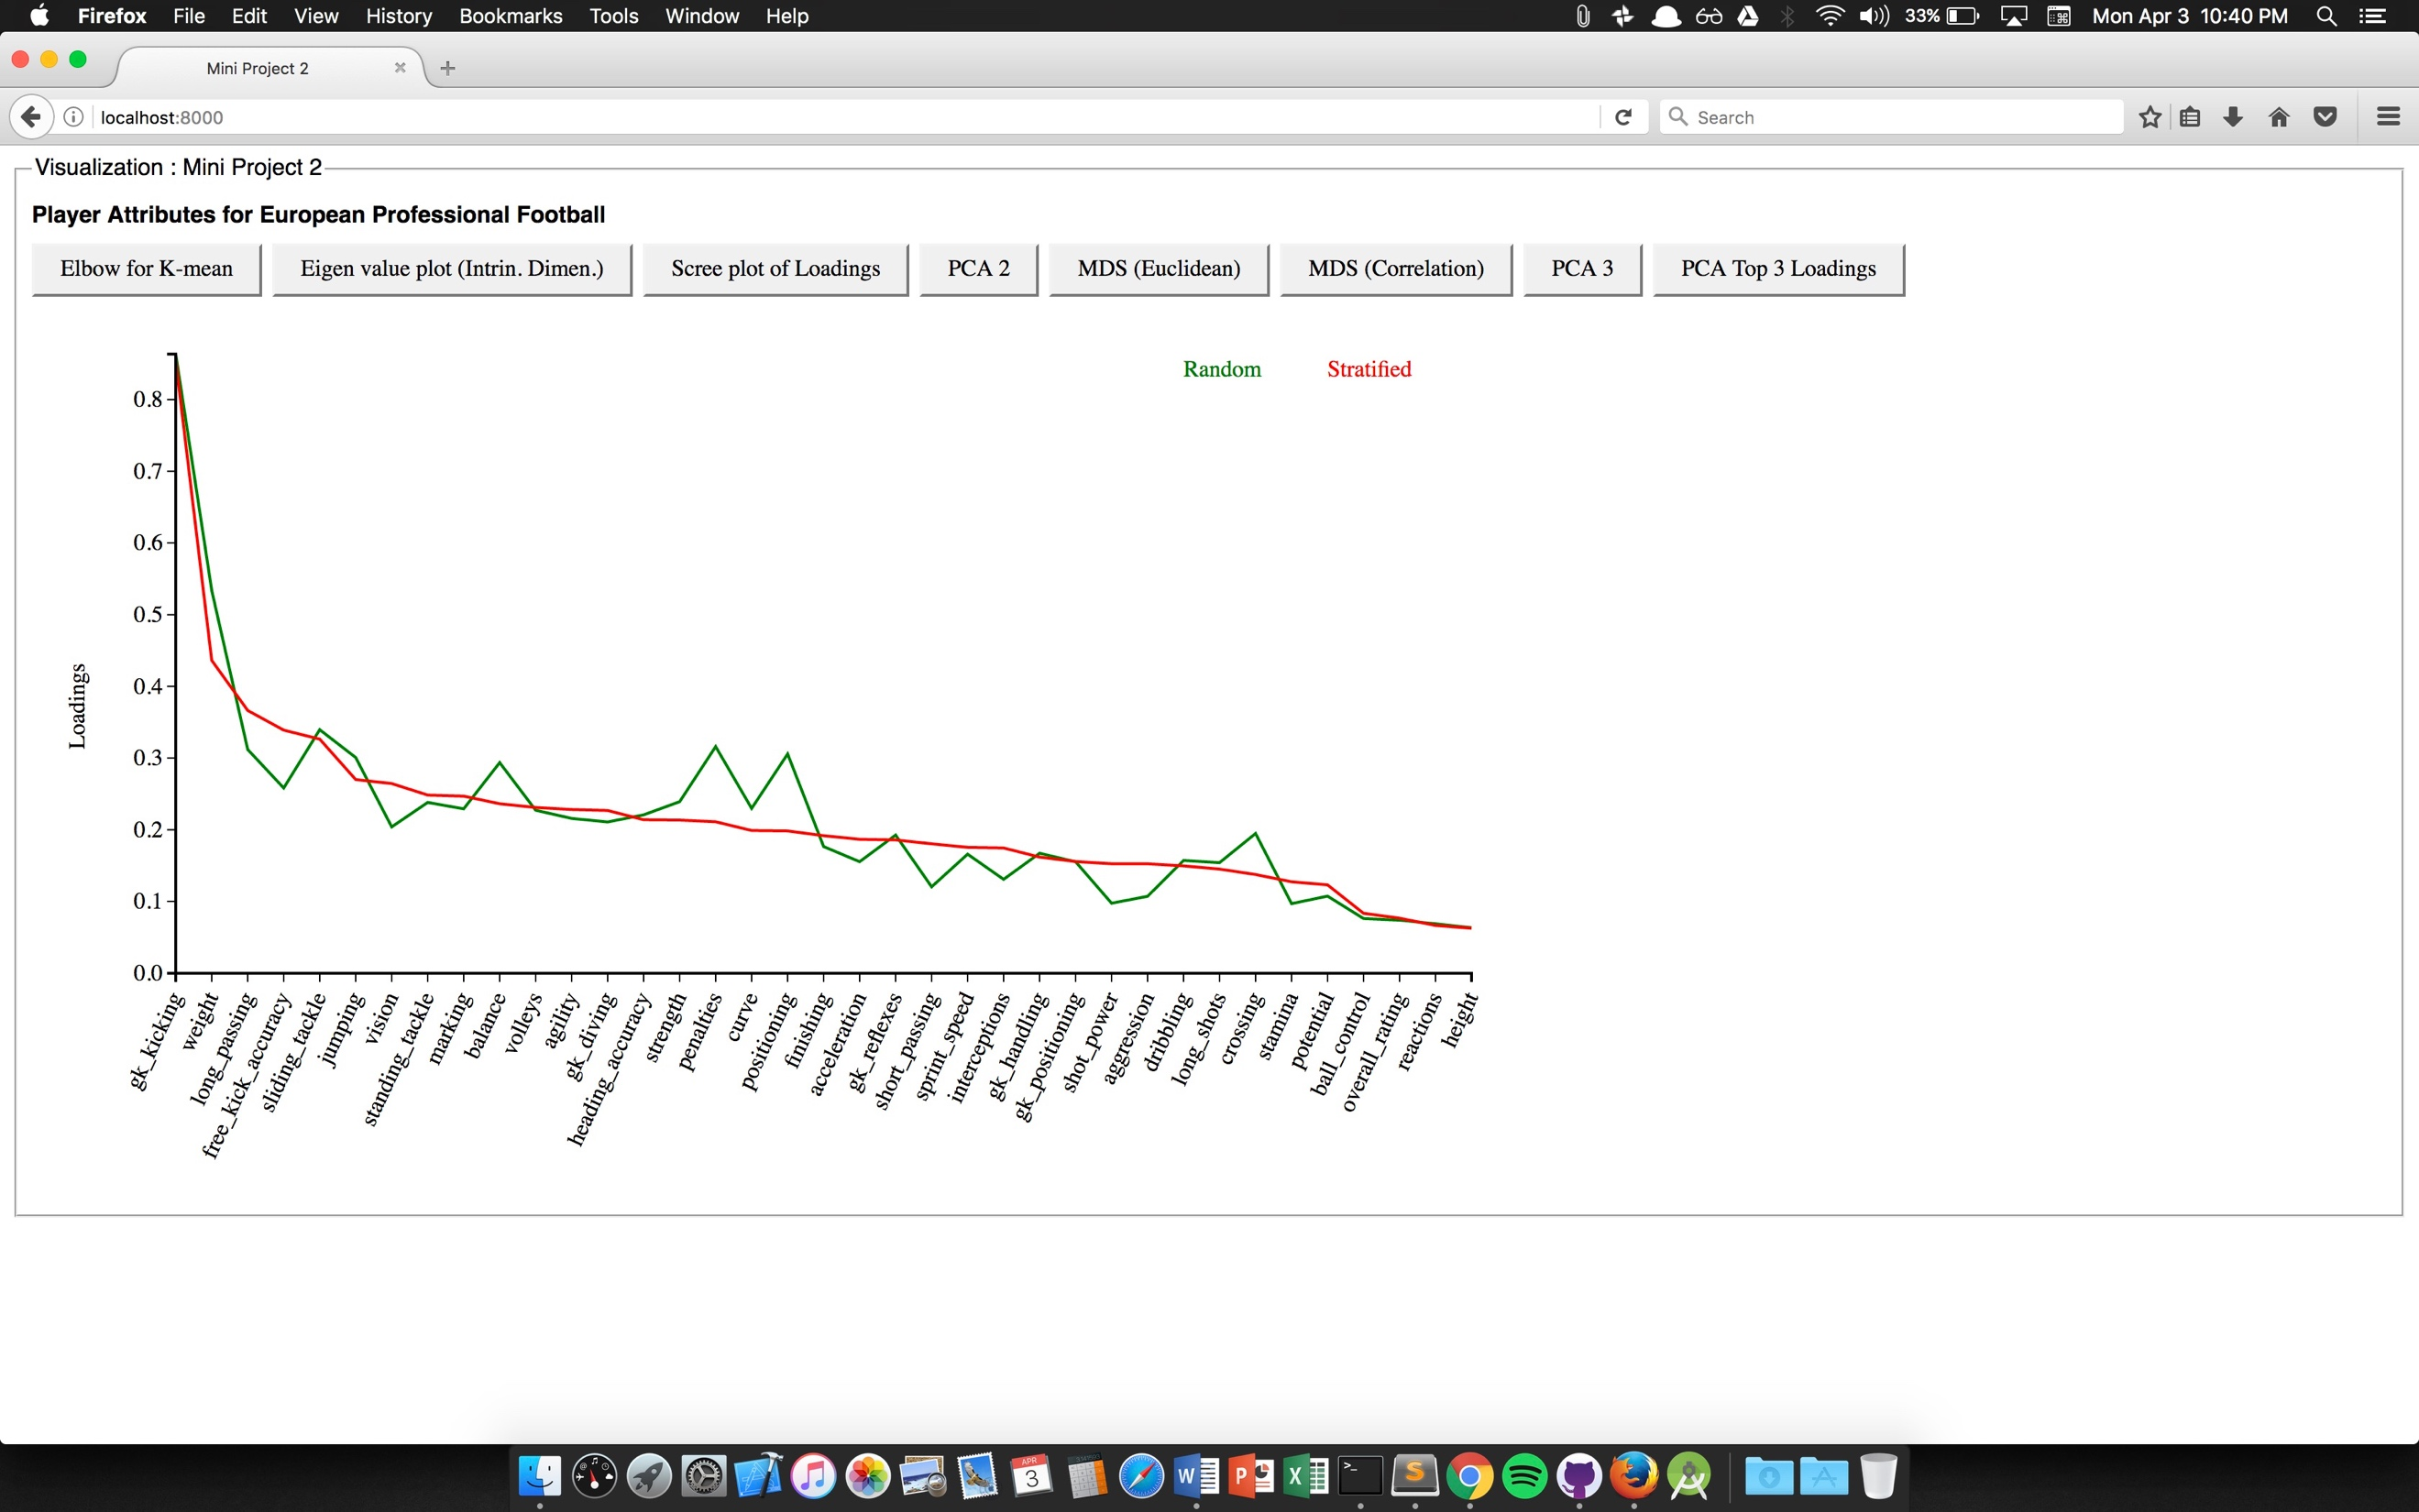 Firefox File Edit View History Bookmarks Tools Window Help 33% Mon Apr 3 10:40 PM
Mini Project 2
localhost:8000 Search
Visualization : Mini Project 2
Player Attributes for European Professional Football
Elbow for K-mean Eigen value plot (Intrin. Dimen.) Scree plot of Loadings PCA 2 MDS (Euclidean) MDS (Correlation) PCA 3 PCA Top 3 Loadings
Random Stratified
0.8
0.7
0.6
0.5
0.4
0.3
0.2
0.1
0.0
Loadings
gk_kicking
weight
long_passing
free_kick_accuracy
sliding_tackle
jumping
vision
standing_tackle
marking
balance
volleys
agility
gk_diving
heading_accuracy
strength
penalties
curve
positioning
finishing
acceleration
gk_reflexes
short_passing
sprint_speed
interceptions
gk_handling
gk_positioning
shot_power
aggression
dribbling
long_shots
crossing
stamina
potential
ball_control
overall_rating
reactions
height
APR
3
W P X S